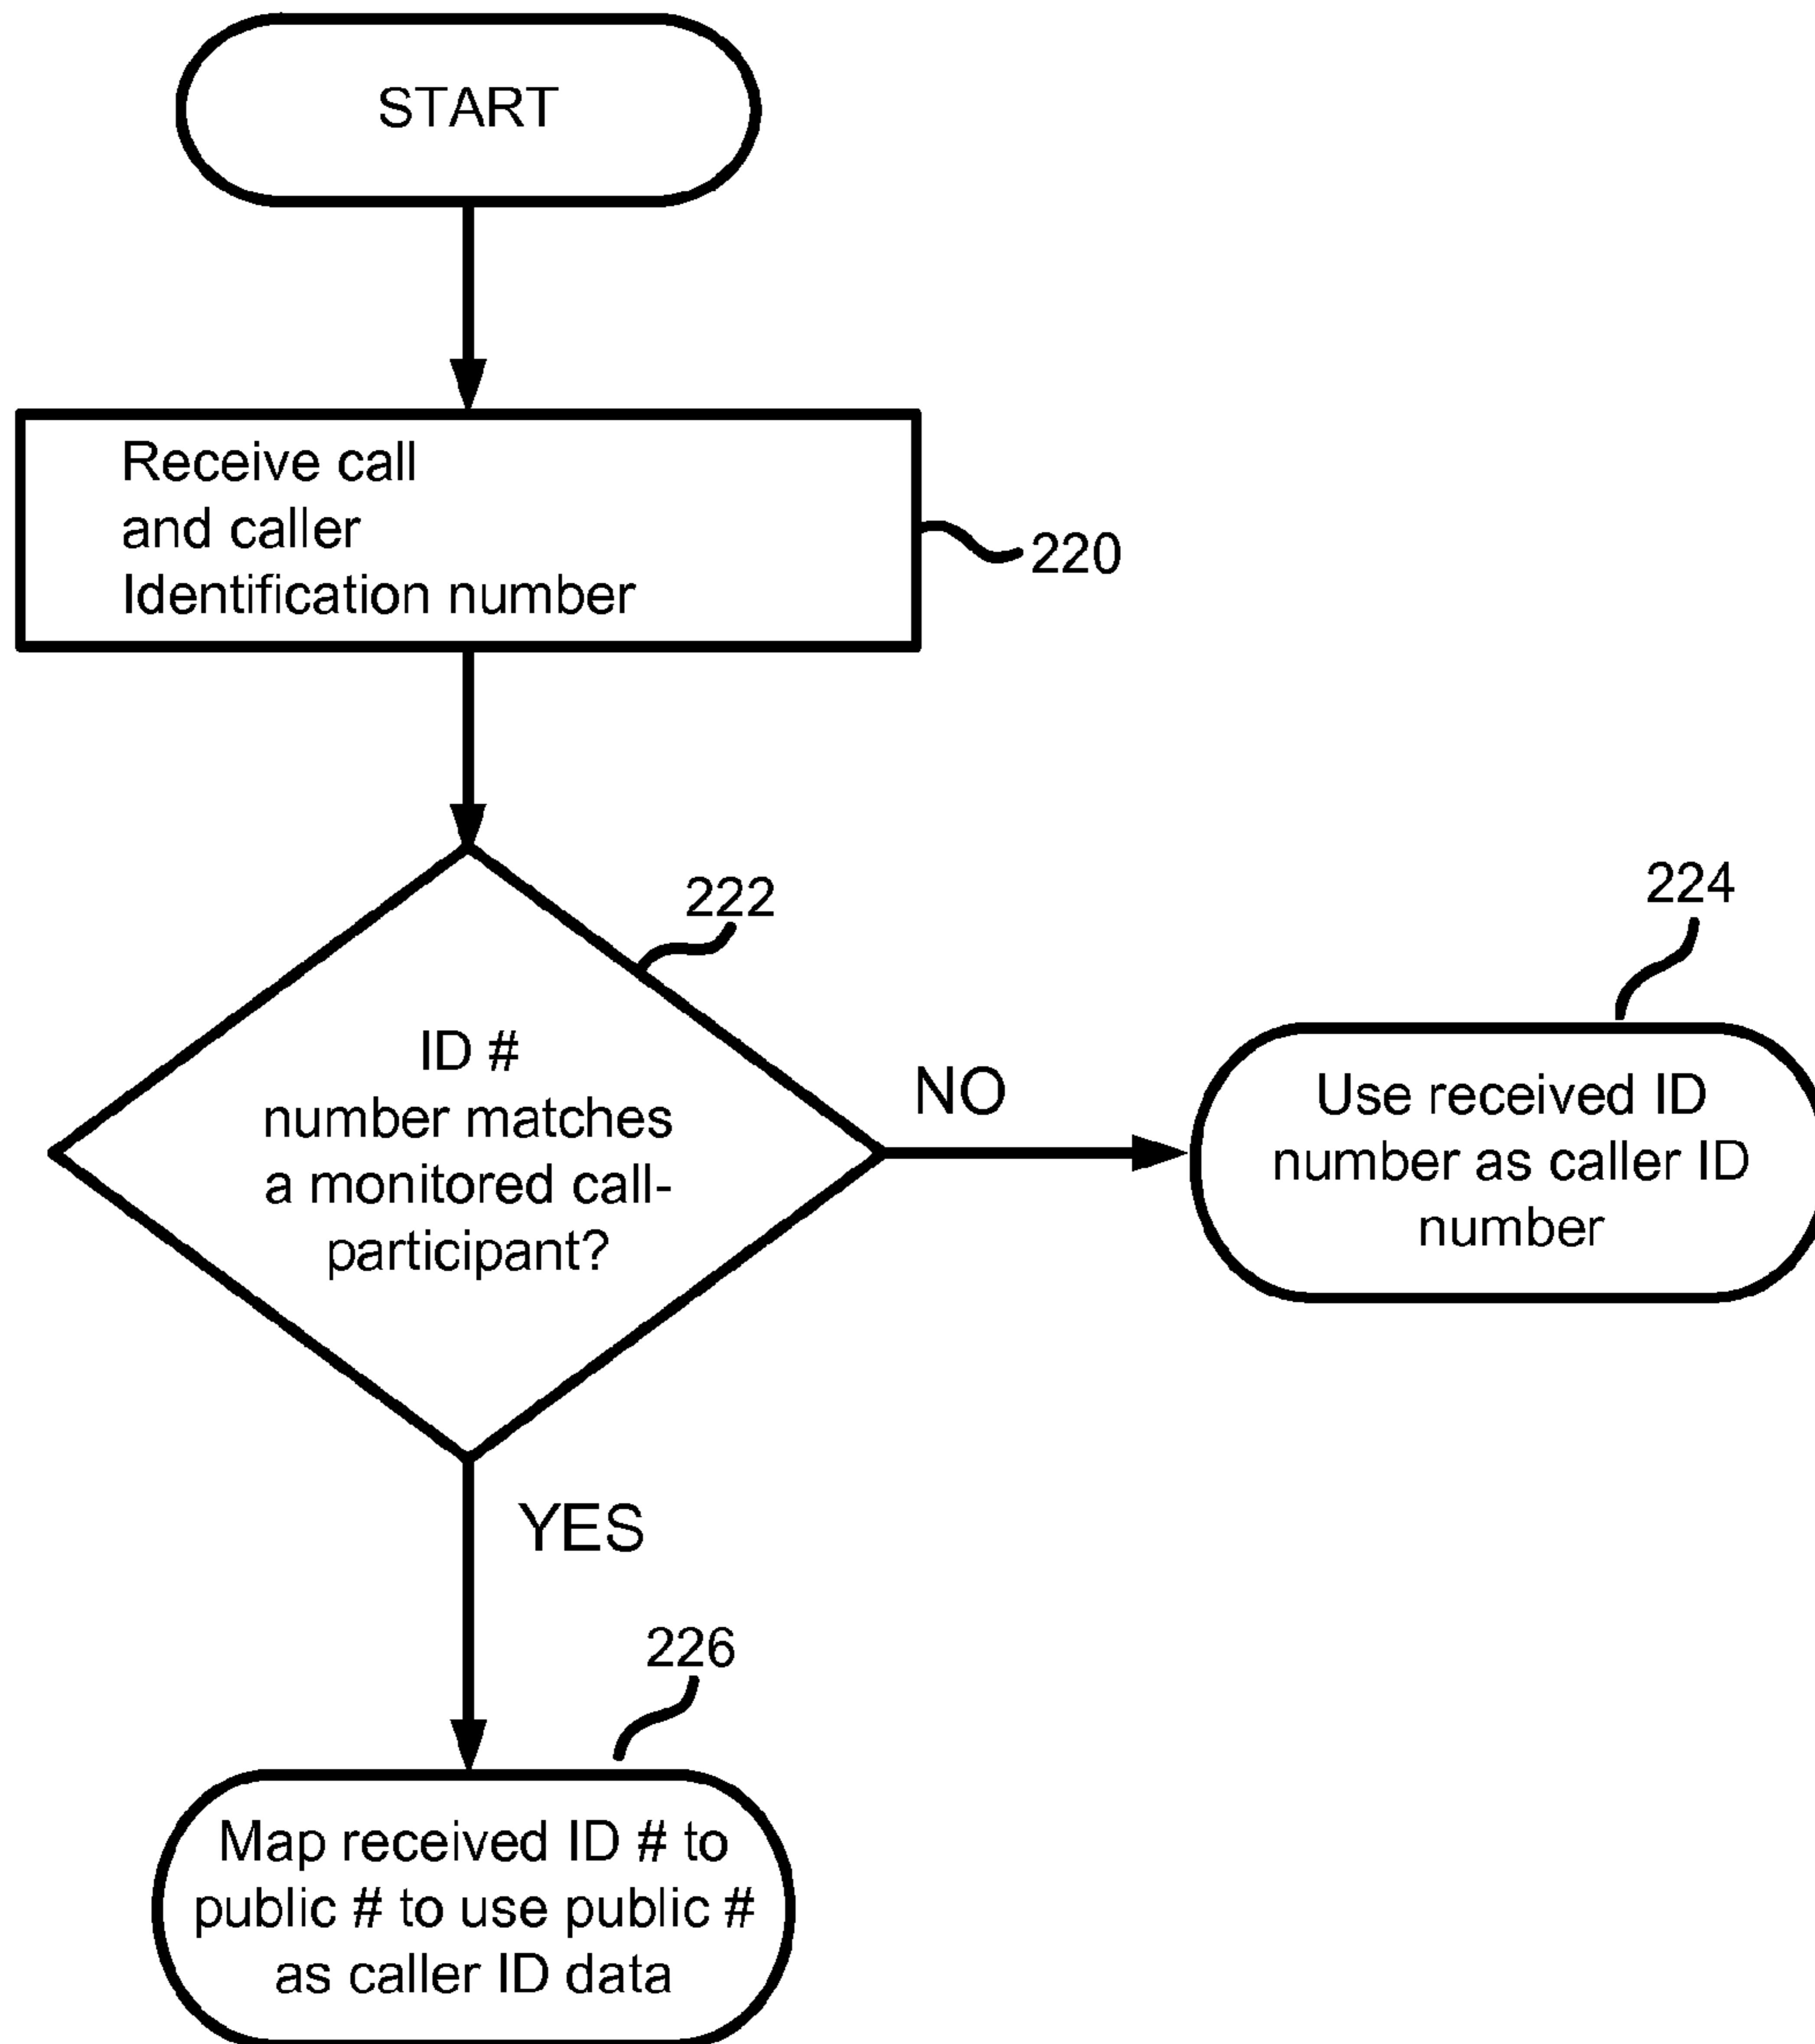 START
Receive call
and caller
Identification number
220
222
ID #
number matches
a monitored call-
participant?
NO
224
Use received ID
number as caller ID
number
YES
226
Map received ID # to
public # to use public #
as caller ID data